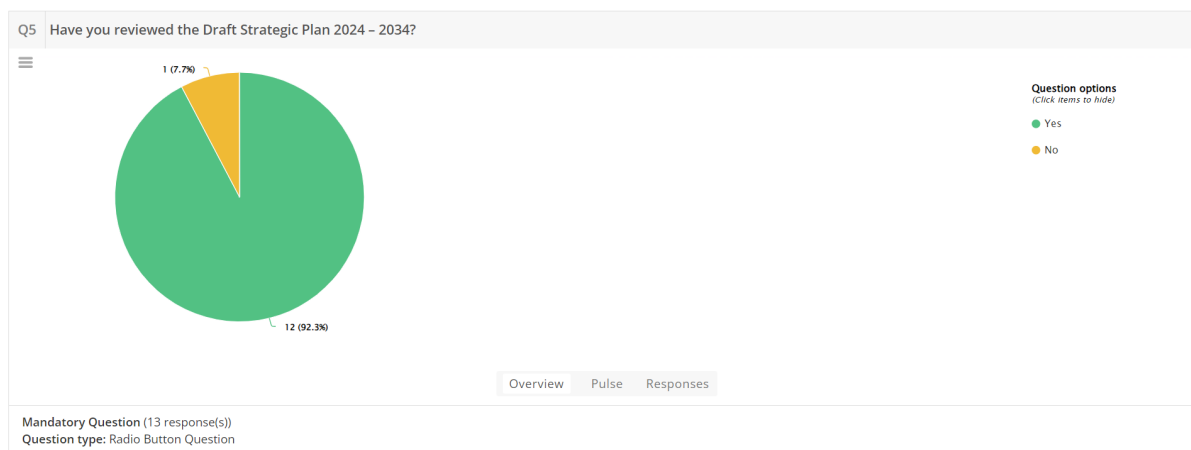 Q5 Have you reviewed the Draft Strategic Plan 2024 – 2034?
1 (7.7%)
Question options
(Click items to hide)
Yes
No
12 (92.3%)
Overview Pulse Responses
Mandatory Question (13 response(s))
Question type: Radio Button Question